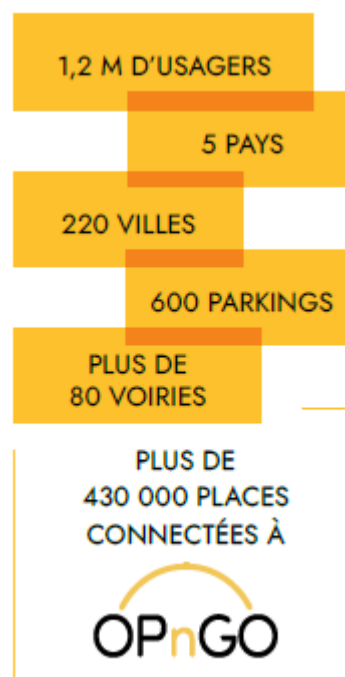 1,2 M D'USAGERS
5 PAYS
220 VILLES
600 PARKINGS
PLUS DE
80 VOIRIES
PLUS DE
430 000 PLACES
CONNECTÉES À
OPnGO